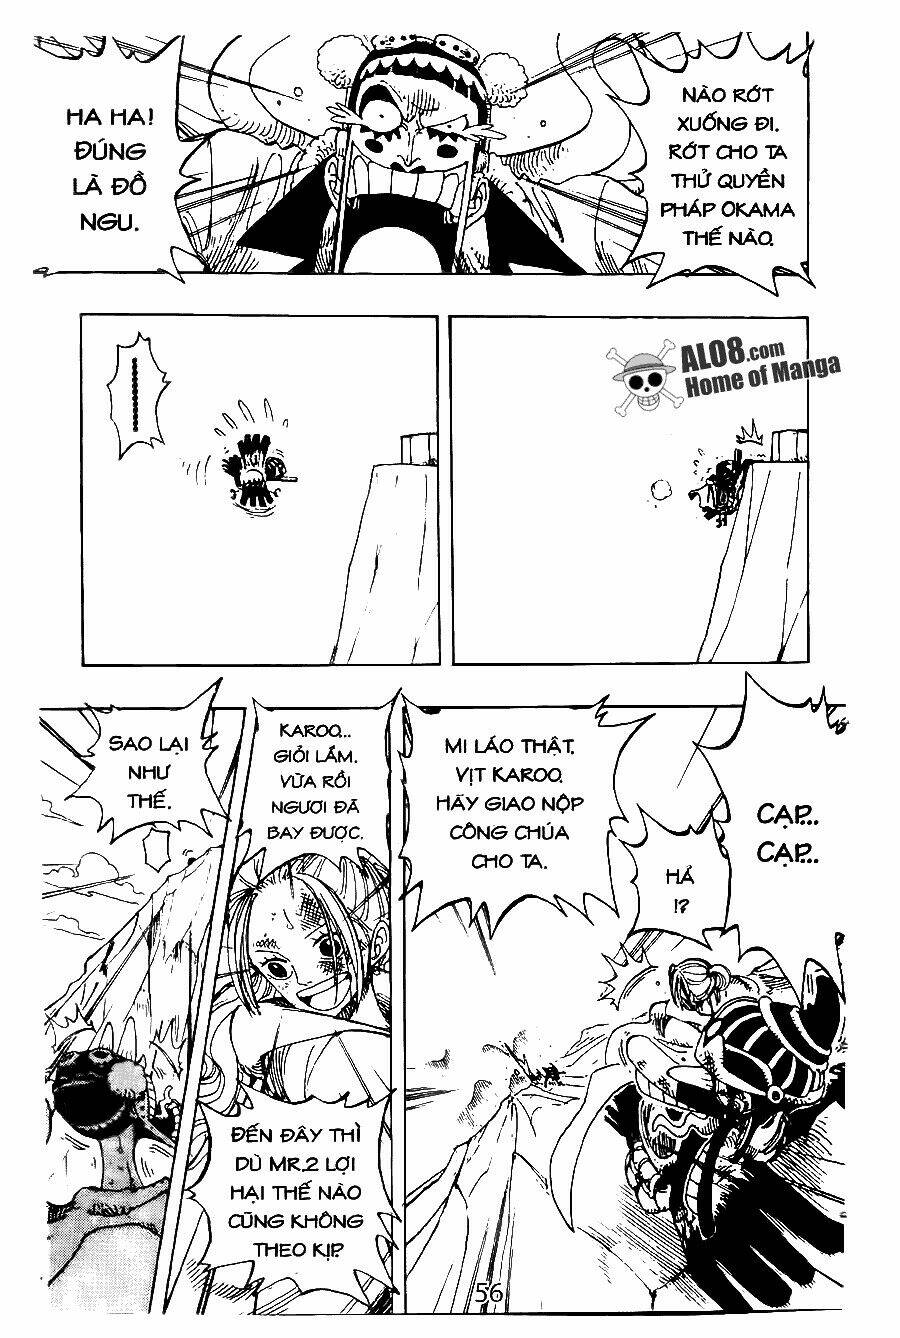 NÀO RỚT
XUỐNG ĐI.
RỚT CHO TA
THỬ QUYỀN
PHÁP OKAMA
THẾ NÀO.
HA HA!
ĐÚNG
LÀ ĐỒ
NGU.
AL08.com
Home of Manga
CẠP...
CẠP...
HẢ
!?
MI LÁO THẬT.
VỊT KAROO.
HÃY GIAO NỘP
CÔNG CHÚA
CHO TA.
KAROO...
GIỎI LẮM.
VỪA RỒI
NGƯƠI ĐÃ
BAY ĐƯỢC.
ĐẾN ĐÂY THÌ
DÙ MR.2 LỢI
HẠI THẾ NÀO
CŨNG KHÔNG
THEO KỊP.
SAO LẠI
NHƯ
THẾ.
56